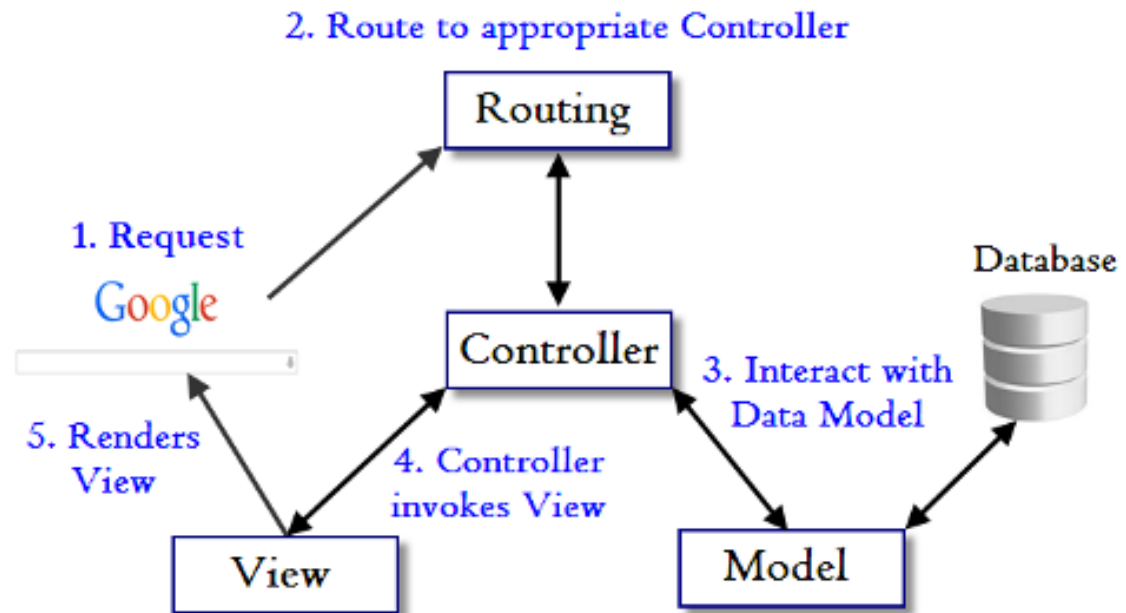 2. Route to appropriate Controller
Routing
1. Request
Google
Database
Controller
3. Interact with
Data Model
5. Renders
View
4. Controller
invokes View
View
Model